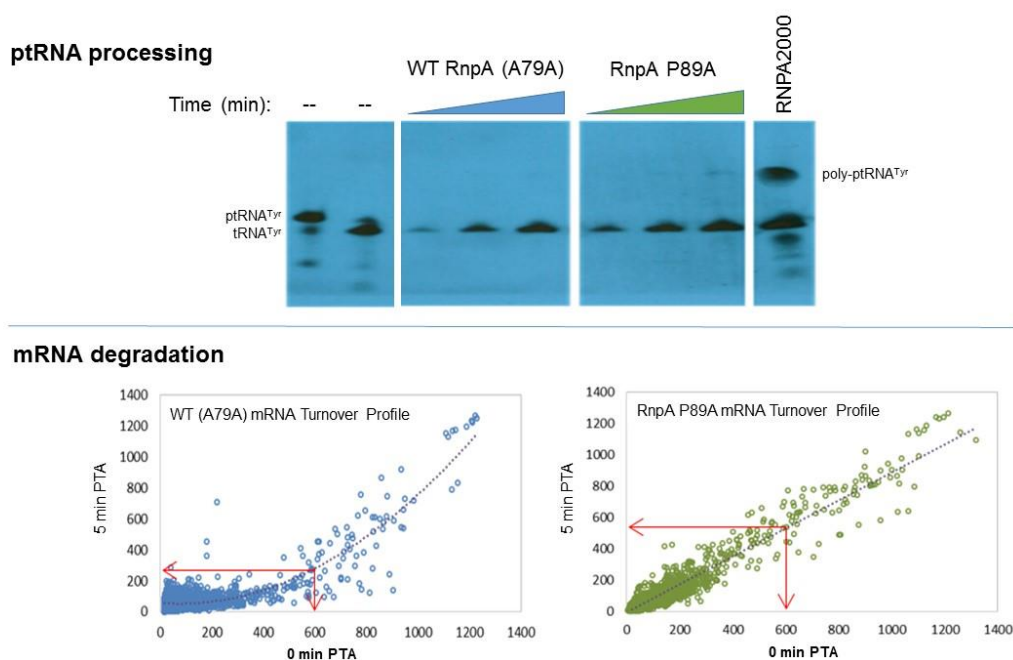 ptRNA processing
WT RnpA (A79A)
RnpA P89A
RNPA2000
Time (min): -- --
poly-ptRNATyr
ptRNATyr
tRNATyr
mRNA degradation
WT (A79A) mRNA Turnover Profile
5 min PTA
1400
1200
1000
800
600
400
200
0
0 200 400 600 800 1000 1200 1400
0 min PTA
RnpA P89A mRNA Turnover Profile
5 min PTA
1400
1200
1000
800
600
400
200
0
0 200 400 600 800 1000 1200 1400
0 min PTA